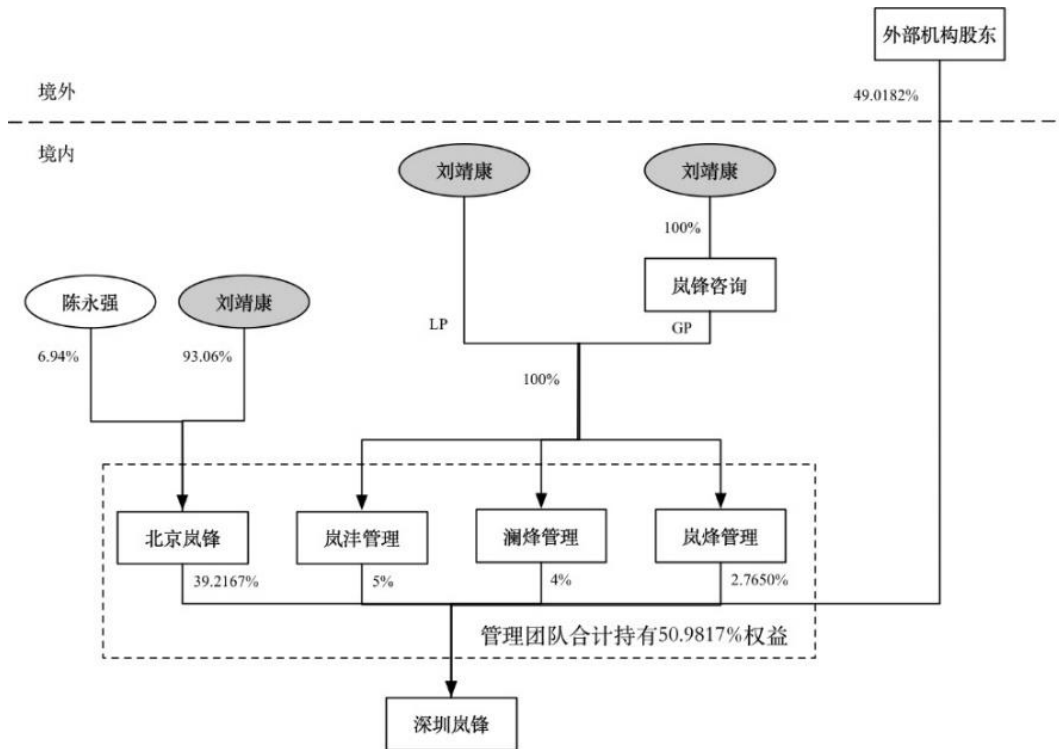 外部机构股东
境外
49.0182%
境内
刘靖康
刘靖康
100%
岚锋咨询
陈永强
刘靖康
LP
GP
6.94%
93.06%
100%
北京岚锋
岚沣管理
澜烽管理
岚烽管理
39.2167%
5%
4%
2.7650%
管理团队合计持有50.9817%权益
深圳岚锋